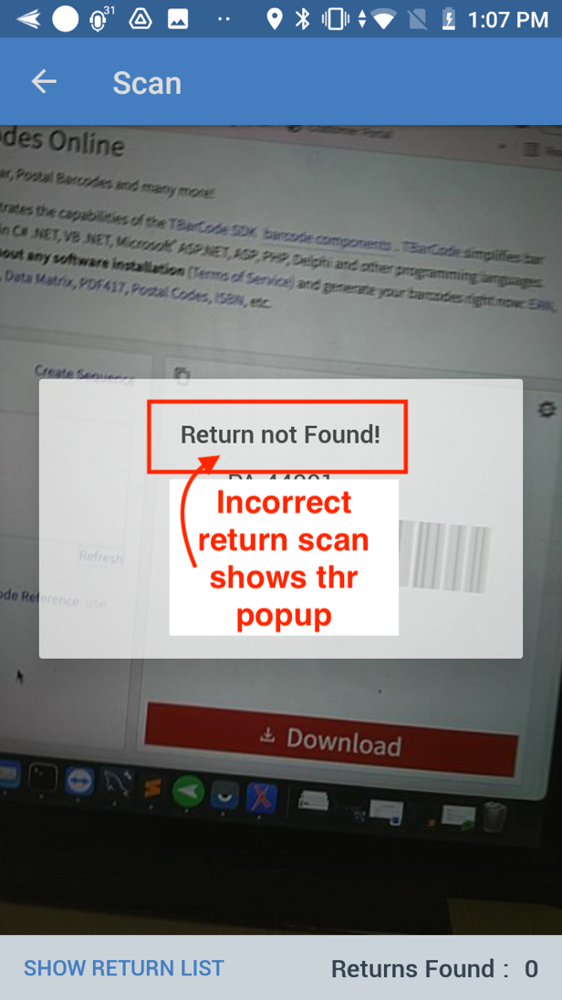 31
1:07 PM
Scan
des Online
Customer Portal
ar, Postal Barcodes and many more!
trates the capabilities of the TBarCode SDK barcode components . TBarCode simplifies bar
in C# .NET, VB .NET, Microsoft® ASP.NET, ASP, PHP, Delphi and other programming languages.
out any software installation (Terms of Service) and generate your barcodes right now: EAN,
, Data Matrix, PDF417, Postal Codes, ISBN, etc.
Create Sequence
Return not Found!
Incorrect
return scan
shows thr
popup
Refresh
ode Reference: use
Download
SHOW RETURN LIST
Returns Found : 0